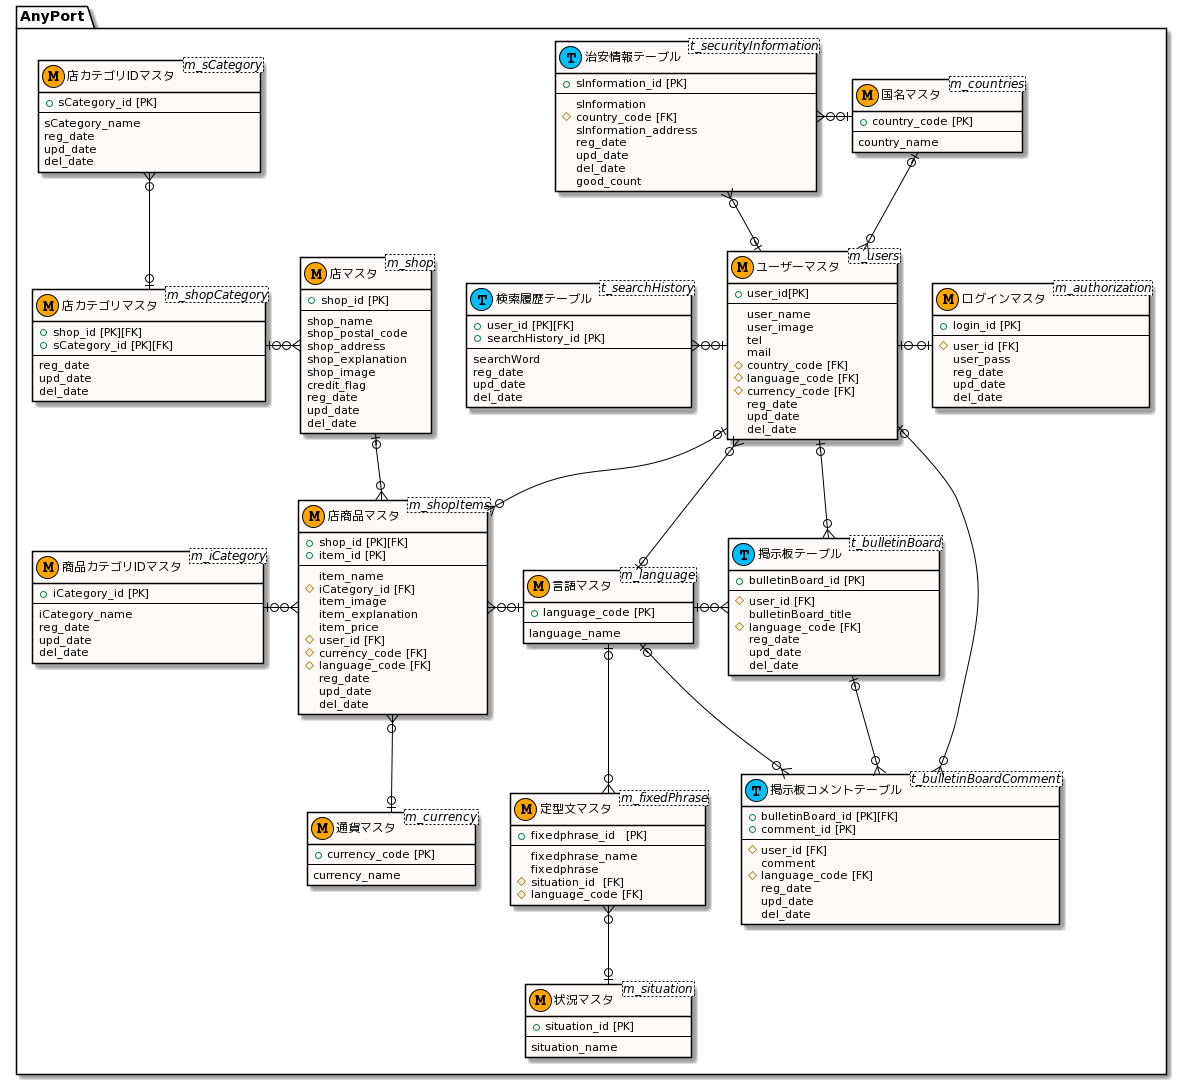 AnyPort
M 店カテゴリIDマスタ m_sCategory
sCategory_id [PK]
sCategory_name
reg_date
upd_date
del_date
T 治安情報テーブル t_securityInformation
sInformation_id [PK]
sInformation
country_code [FK]
sInformation_address
reg_date
upd_date
del_date
good_count
M 国名マスタ m_countries
country_code [PK]
country_name
M 店カテゴリマスタ m_shopCategory
shop_id [PK][FK]
sCategory_id [PK][FK]
reg_date
upd_date
del_date
M 店マスタ m_shop
shop_id [PK]
shop_name
shop_postal_code
shop_address
shop_explanation
shop_image
credit_flag
reg_date
upd_date
del_date
T 検索履歴テーブル t_searchHistory
user_id [PK][FK]
searchHistory_id [PK]
searchWord
reg_date
upd_date
del_date
M ユーザーマスタ m_users
user_id[PK]
user_name
user_image
tel
mail
country_code [FK]
language_code [FK]
currency_code [FK]
reg_date
upd_date
del_date
M ログインマスタ m_authorization
login_id [PK]
user_id [FK]
user_pass
reg_date
upd_date
del_date
M 商品カテゴリIDマスタ m_iCategory
iCategory_id [PK]
iCategory_name
reg_date
upd_date
del_date
M 店商品マスタ m_shopItems
shop_id [PK][FK]
item_id [PK]
item_name
iCategory_id [FK]
item_image
item_explanation
item_price
user_id [FK]
currency_code [FK]
language_code [FK]
reg_date
upd_date
del_date
M 言語マスタ m_language
language_code [PK]
language_name
T 掲示板テーブル t_bulletinBoard
bulletinBoard_id [PK]
user_id [FK]
bulletinBoard_title
language_code [FK]
reg_date
upd_date
del_date
M 通貨マスタ m_currency
currency_code [PK]
currency_name
M 定型文マスタ m_fixedPhrase
fixedphrase_id [PK]
fixedphrase_name
fixedphrase
situation_id [FK]
language_code [FK]
T 掲示板コメントテーブル t_bulletinBoardComment
bulletinBoard_id [PK][FK]
comment_id [PK]
user_id [FK]
comment
language_code [FK]
reg_date
upd_date
del_date
M 状況マスタ m_situation
situation_id [PK]
situation_name